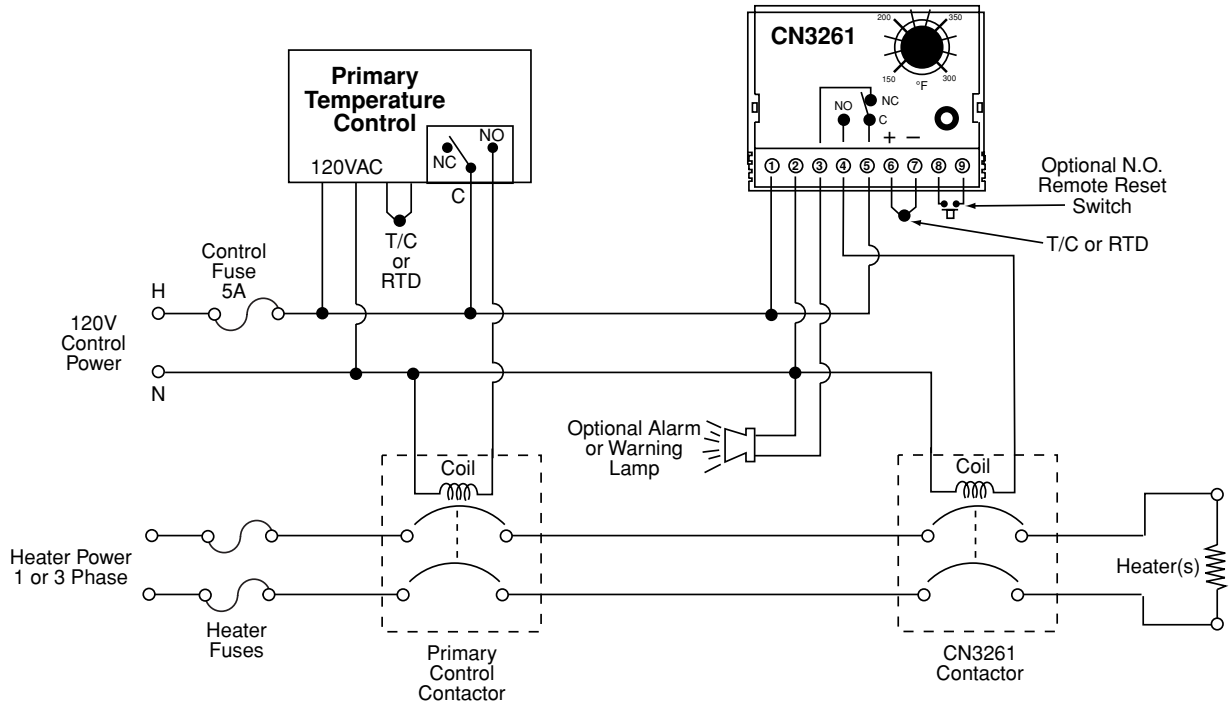 CN3261
200
350
150
300
°F
NC
NO
C
+ −
1 2 3 4 5 6 7 8 9
Optional N.O.
Remote Reset
Switch
T/C or RTD
Primary
Temperature
Control
120VAC
NC
NO
C
T/C
or
RTD
Control
Fuse
5A
H
120V
Control
Power
N
Optional Alarm
or Warning
Lamp
Coil
Coil
Heater Power
1 or 3 Phase
Heater(s)
Heater
Fuses
Primary
Control
Contactor
CN3261
Contactor